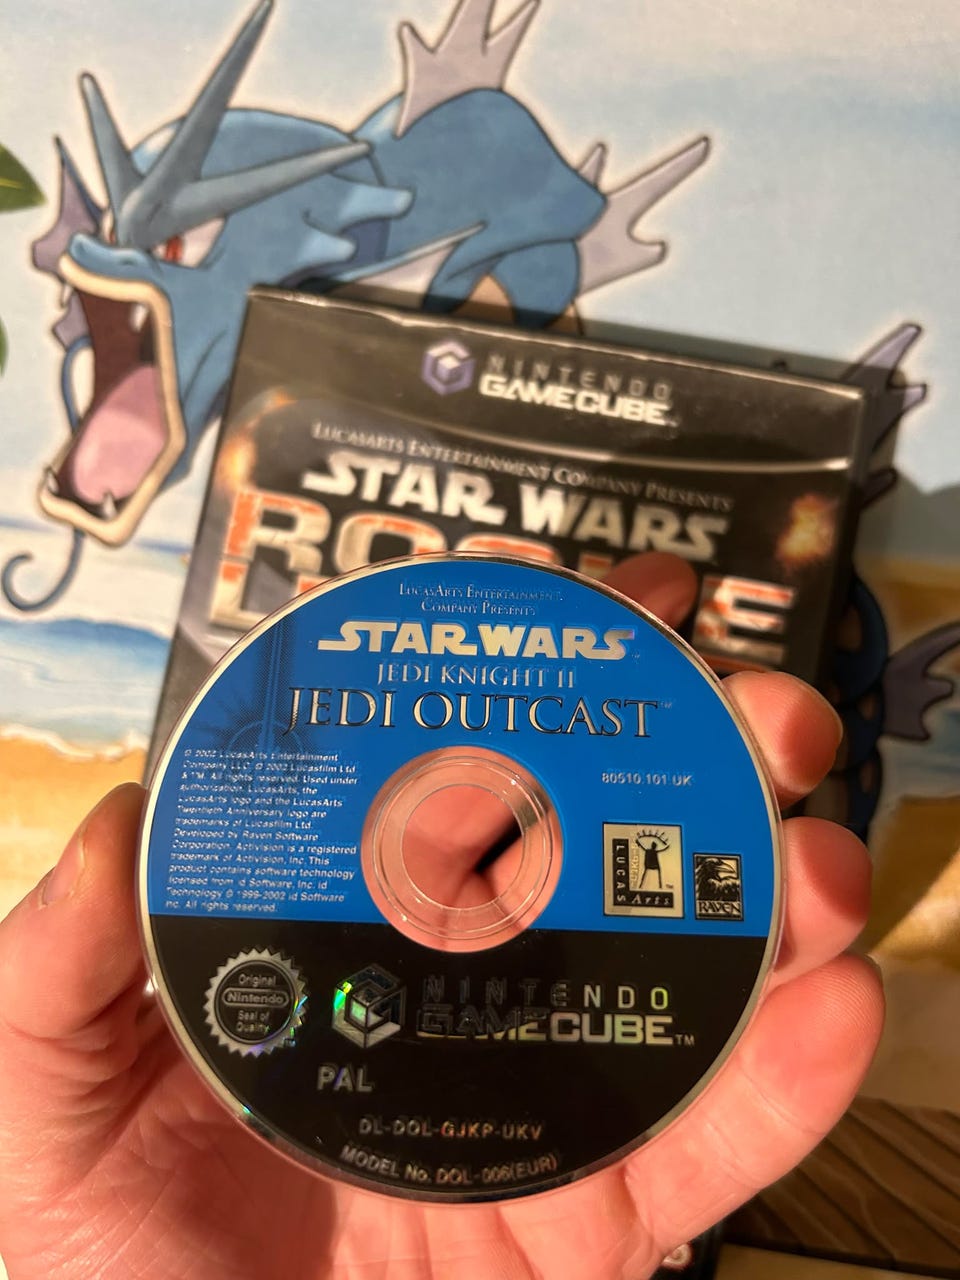 NINTENDO
GAMECUBE™
LUCASARTS ENTERTAINMENT COMPANY PRESENTS
STAR WARS
LUCASARTS ENTERTAINMENT
COMPANY PRESENTS
STAR WARS
JEDI KNIGHT II
JEDI OUTCAST™
© 2002 LucasArts Entertainment
Company LLC. © 2002 Lucasfilm Ltd
& ™. All rights reserved. Used under
authorization. LucasArts, the
LucasArts logo and the LucasArts
Twentieth Anniversary logo are
trademarks of Lucasfilm Ltd.
Developed by Raven Software
Corporation. Activision is a registered
trademark of Activision, Inc. This
product contains software technology
licensed from id Software, Inc. id
Technology © 1999-2002 id Software
Inc. All rights reserved.
80510.101.UK
LUCAS
Arts
™
RAVEN
Original
Nintendo
Seal of
Quality
NINTENDO
GAMECUBE™
PAL
DL-DOL-GJKP-UKV
MODEL No. DOL-006(EUR)